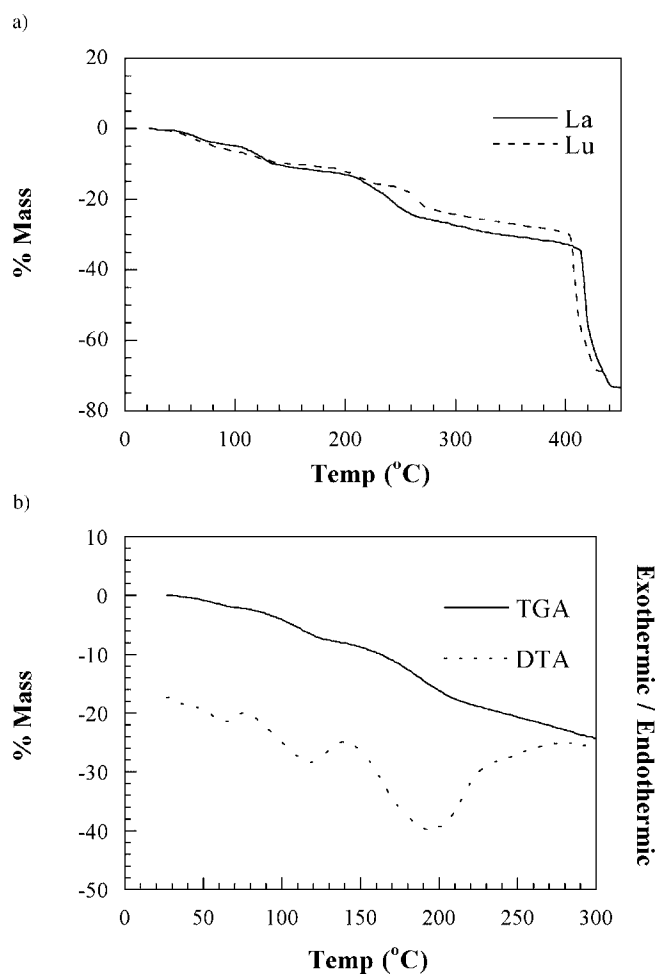 a)
20
0
-20
-40
-60
-80
% Mass
La
Lu
0 100 200 300 400
Temp (°C)
b)
10
0
-10
-20
-30
-40
-50
% Mass
TGA
DTA
Exothermic / Endothermic
0 50 100 150 200 250 300
Temp (°C)